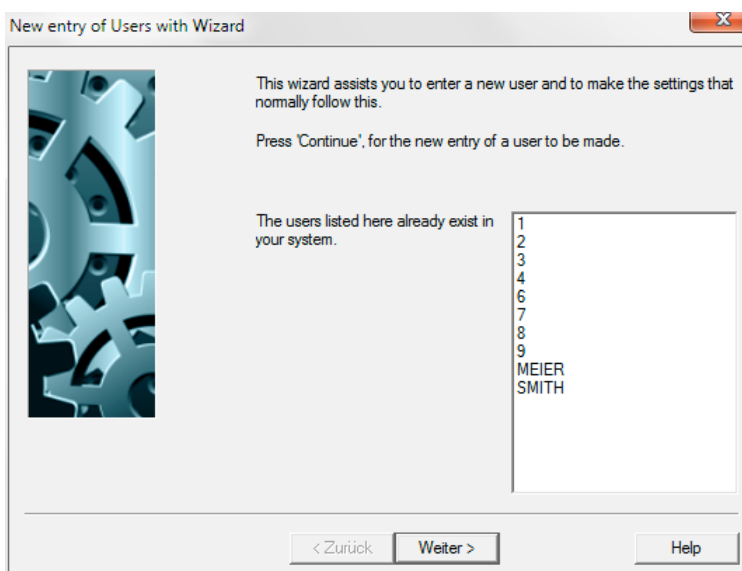 New entry of Users with Wizard
This wizard assists you to enter a new user and to make the settings that
normally follow this.
Press 'Continue', for the new entry of a user to be made.
The users listed here already exist in
your system.
1
2
3
4
6
7
8
9
MEIER
SMITH
< Zurück
Weiter >
Help